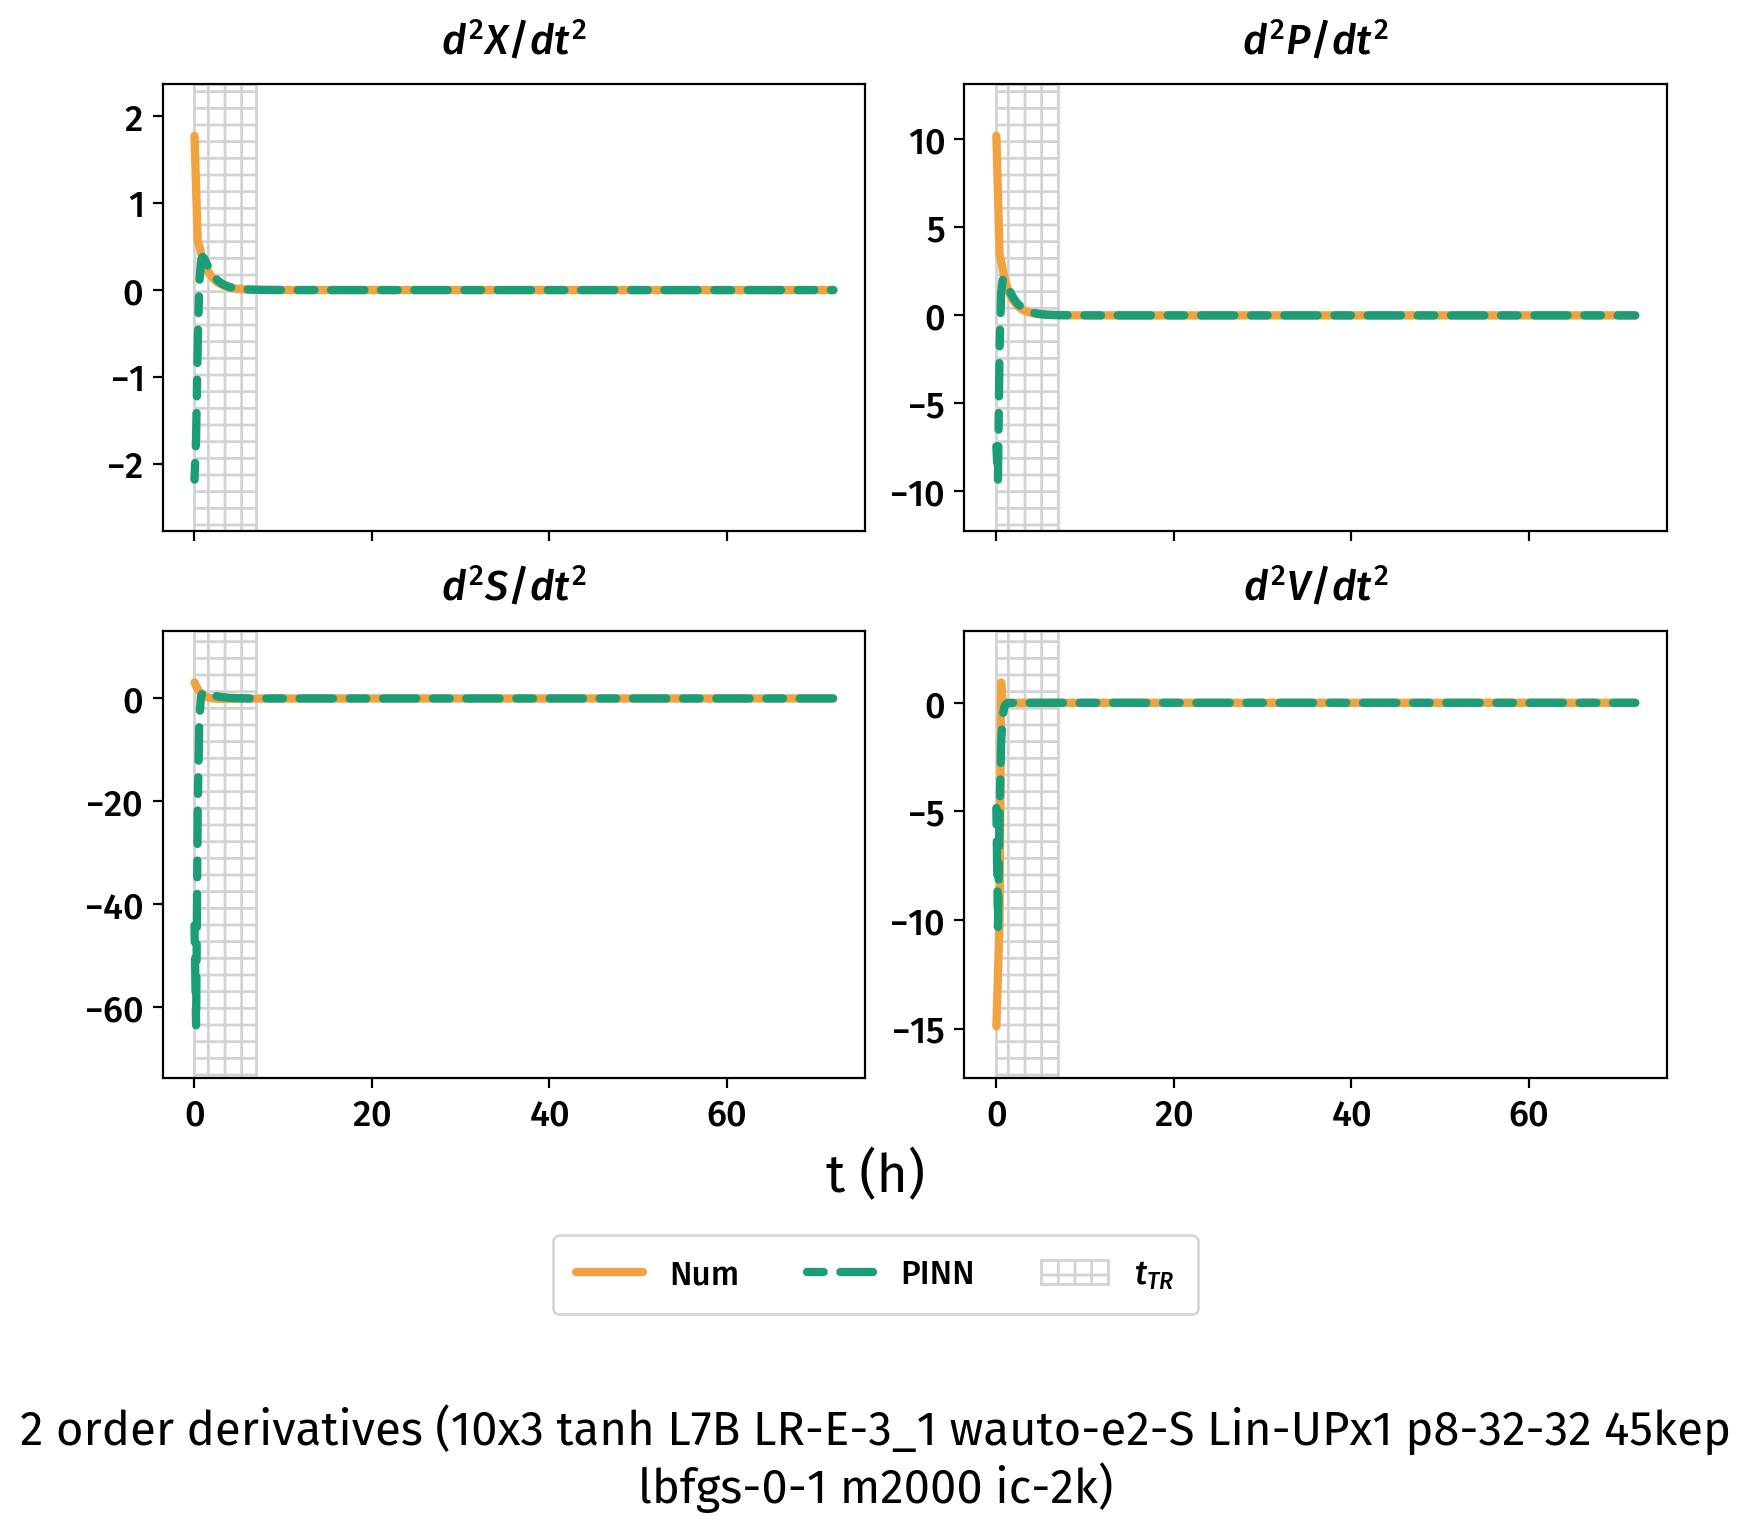 d²X/dt²
d²P/dt²
2
1
0
−1
−2
10
5
0
−5
−10
d²S/dt²
d²V/dt²
0
−20
−40
−60
0
−5
−10
−15
0 20 40 60
0 20 40 60
t (h)
Num PINN t_TR
2 order derivatives (10x3 tanh L7B LR-E-3_1 wauto-e2-S Lin-UPx1 p8-32-32 45kep
lbfgs-0-1 m2000 ic-2k)